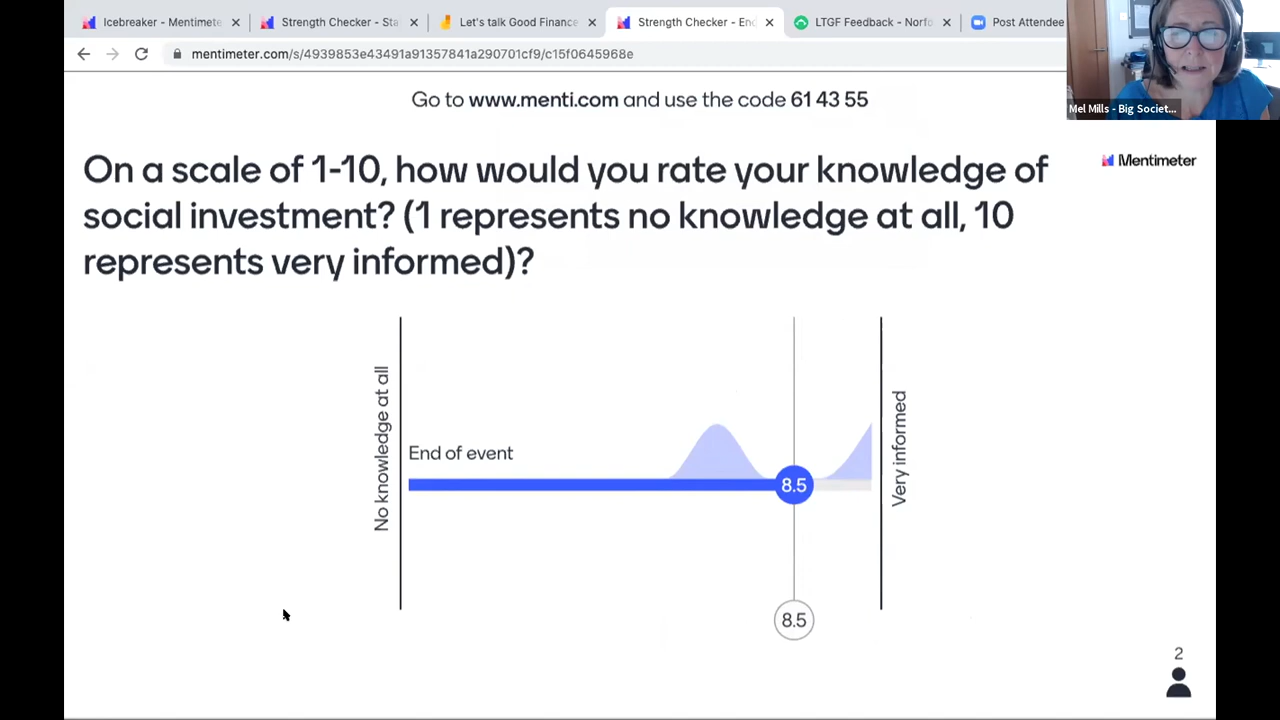 Icebreaker - Mentimete
Strength Checker - Sta
Let's talk Good Finance
Strength Checker - End
LTGF Feedback - Norfo
Post Attendee
mentimeter.com/s/4939853e43491a91357841a290701cf9/c15f0645968e
Mel Mills - Big Societ...
Go to www.menti.com and use the code 61 43 55
Mentimeter
On a scale of 1-10, how would you rate your knowledge of
social investment? (1 represents no knowledge at all, 10
represents very informed)?
No knowledge at all
End of event
8.5
Very informed
8.5
2